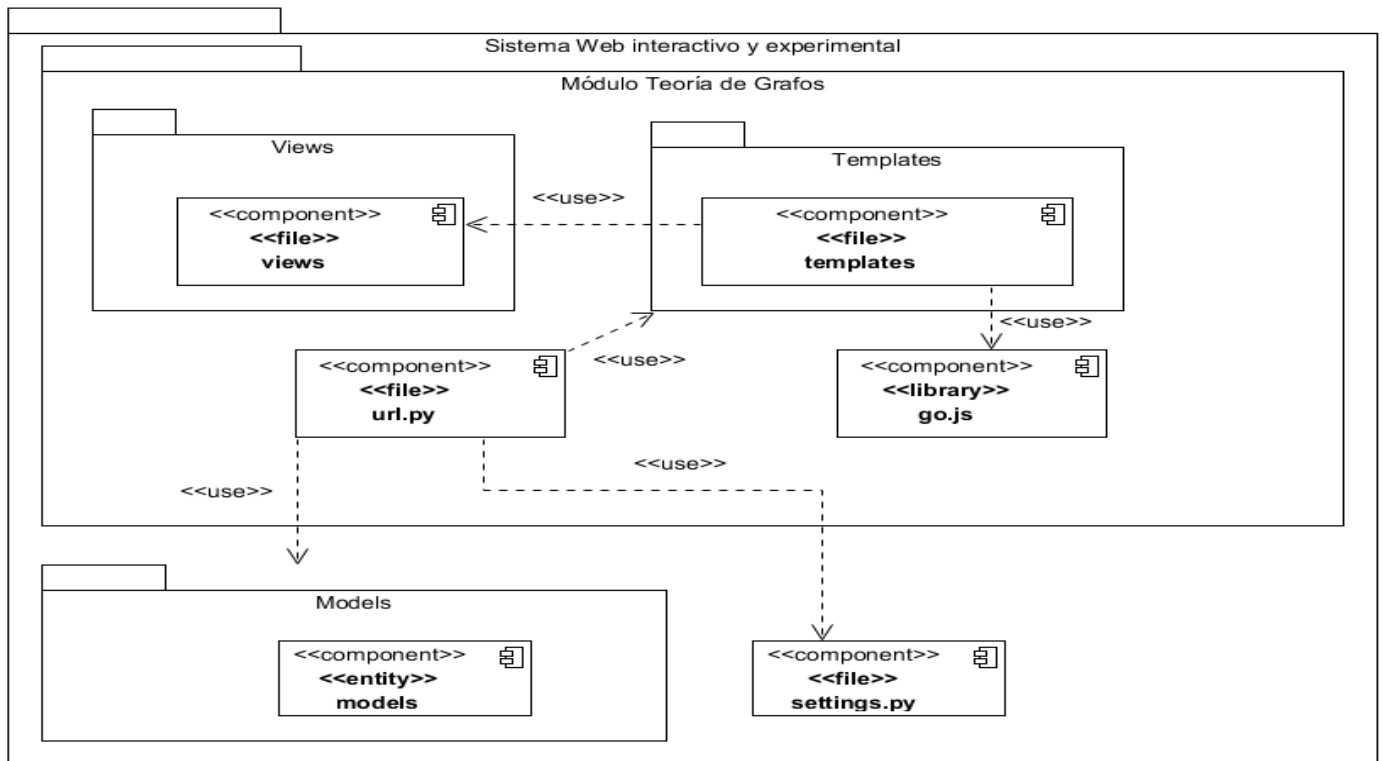 Sistema Web interactivo y experimental
Módulo Teoría de Grafos
Views
<<component>>
<<file>>
views
<<use>>
Templates
<<component>>
<<file>>
templates
<<use>>
<<component>>
<<file>>
url.py
<<use>>
<<component>>
<<library>>
go.js
<<use>>
<<use>>
Models
<<component>>
<<entity>>
models
<<component>>
<<file>>
settings.py